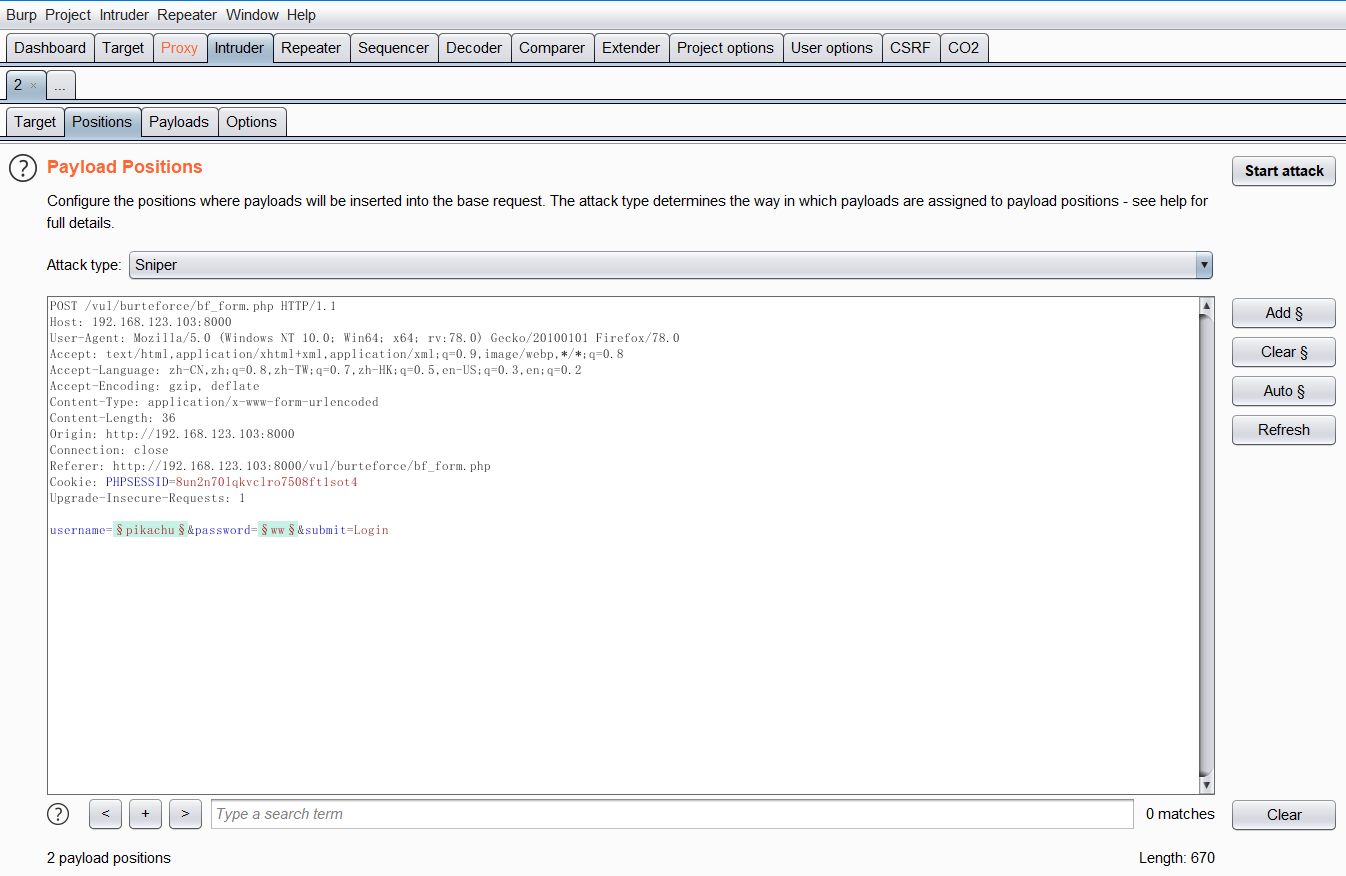 Burp Project Intruder Repeater Window Help
Dashboard Target Proxy Intruder Repeater Sequencer Decoder Comparer Extender Project options User options CSRF CO2
2 × ...
Target Positions Payloads Options
? Payload Positions Start attack
Configure the positions where payloads will be inserted into the base request. The attack type determines the way in which payloads are assigned to payload positions - see help for
full details.
Attack type: Sniper
POST /vul/burteforce/bf_form.php HTTP/1.1
Host: 192.168.123.103:8000
User-Agent: Mozilla/5.0 (Windows NT 10.0; Win64; x64; rv:78.0) Gecko/20100101 Firefox/78.0
Accept: text/html,application/xhtml+xml,application/xml;q=0.9,image/webp,*/*;q=0.8
Accept-Language: zh-CN,zh;q=0.8,zh-TW;q=0.7,zh-HK;q=0.5,en-US;q=0.3,en;q=0.2
Accept-Encoding: gzip, deflate
Content-Type: application/x-www-form-urlencoded
Content-Length: 36
Origin: http://192.168.123.103:8000
Connection: close
Referer: http://192.168.123.103:8000/vul/burteforce/bf_form.php
Cookie: PHPSESSID=8un2n70lqkvclro7508ft1sot4
Upgrade-Insecure-Requests: 1
username=§pikachu§&password=§ww§&submit=Login
Add §
Clear §
Auto §
Refresh
? < + > Type a search term 0 matches Clear
2 payload positions Length: 670